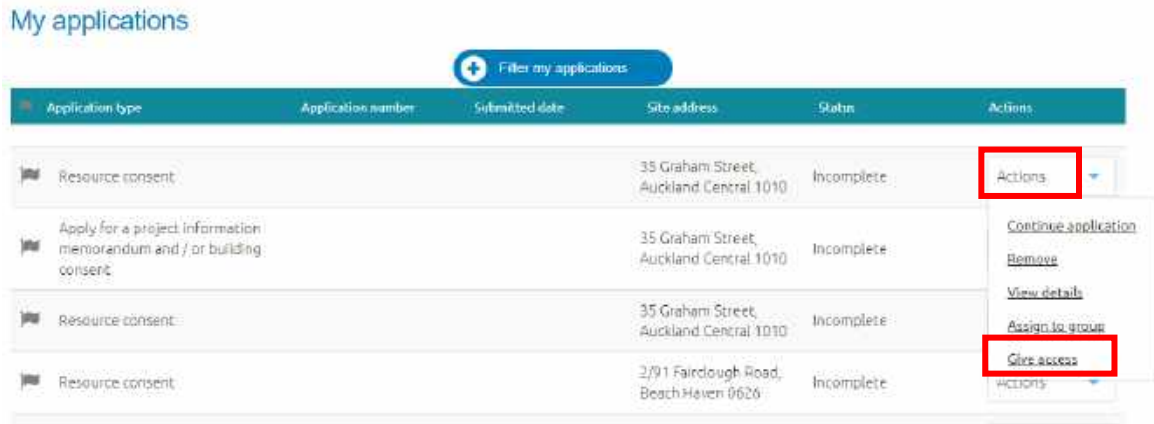 My applications
Filter my applications
Application type Application number Submitted date Site address Status Actions
Resource consent 35 Graham Street, Incomplete Actions
Auckland Central 1010
Continue application
Apply for a project information
memorandum and / or building 35 Graham Street, Incomplete
consent Auckland Central 1010
Remove
View details
Resource consent 35 Graham Street, Incomplete
Auckland Central 1010
Assign to group
Give access
Resource consent 2/91 Fairclough Road, Incomplete Actions
Beach Haven 0626